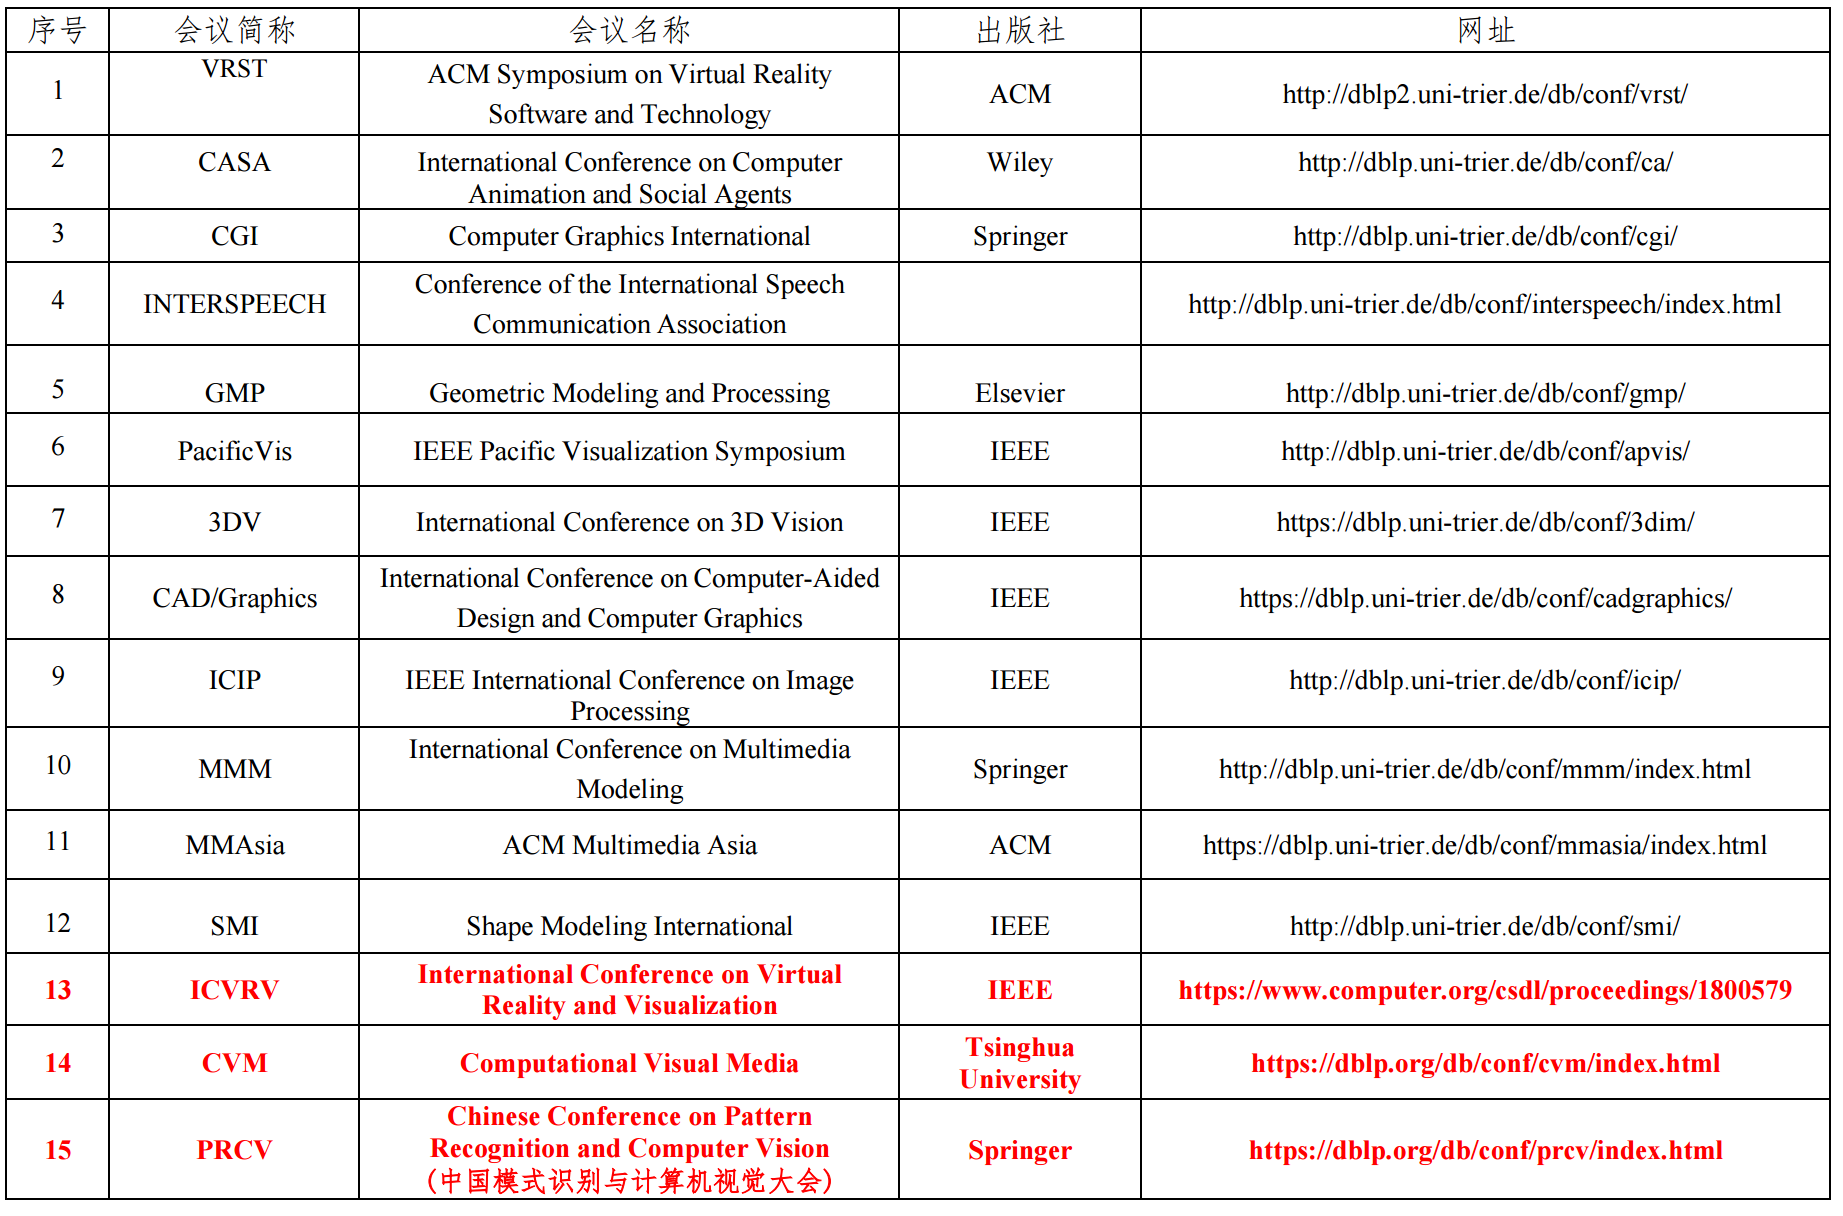 序号 会议简称 会议名称 出版社 网址
1 VRST ACM Symposium on Virtual Reality ACM http://dblp2.uni-trier.de/db/conf/vrst/
Software and Technology
2 CASA International Conference on Computer Wiley http://dblp.uni-trier.de/db/conf/ca/
Animation and Social Agents
3 CGI Computer Graphics International Springer http://dblp.uni-trier.de/db/conf/cgi/
4 INTERSPEECH Conference of the International Speech http://dblp.uni-trier.de/db/conf/interspeech/index.html
Communication Association
5 GMP Geometric Modeling and Processing Elsevier http://dblp.uni-trier.de/db/conf/gmp/
6 PacificVis IEEE Pacific Visualization Symposium IEEE http://dblp.uni-trier.de/db/conf/apvis/
7 3DV International Conference on 3D Vision IEEE https://dblp.uni-trier.de/db/conf/3dim/
8 CAD/Graphics International Conference on Computer-Aided IEEE https://dblp.uni-trier.de/db/conf/cadgraphics/
Design and Computer Graphics
9 ICIP IEEE International Conference on Image IEEE http://dblp.uni-trier.de/db/conf/icip/
Processing
10 MMM International Conference on Multimedia Springer http://dblp.uni-trier.de/db/conf/mmm/index.html
Modeling
11 MMAsia ACM Multimedia Asia ACM https://dblp.uni-trier.de/db/conf/mmasia/index.html
12 SMI Shape Modeling International IEEE http://dblp.uni-trier.de/db/conf/smi/
13 ICVRV International Conference on Virtual IEEE https://www.computer.org/csdl/proceedings/1800579
Reality and Visualization
14 CVM Computational Visual Media Tsinghua https://dblp.org/db/conf/cvm/index.html
University
15 PRCV Chinese Conference on Pattern Springer https://dblp.org/db/conf/prcv/index.html
Recognition and Computer Vision
(中国模式识别与计算机视觉大会)